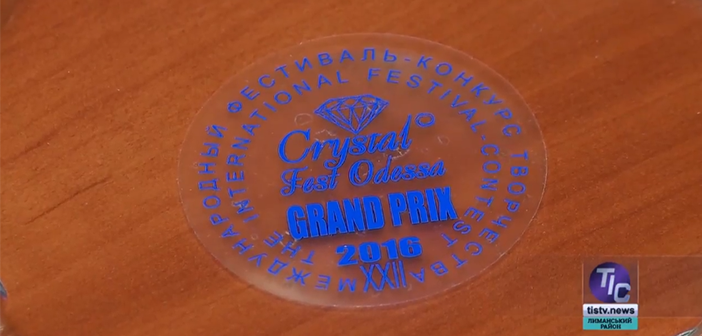 МЕЖДУНАРОДНЫЙ ФЕСТИВАЛЬ-КОНКУРС ТВОРЧЕСТВА
THE INTERNATIONAL FESTIVAL-CONTEST
Crystal
Fest Odessa
GRAND PRIX
2016
XXII
TIC
tistv.news
ЛИМАНСЬКИЙ
РАЙОН